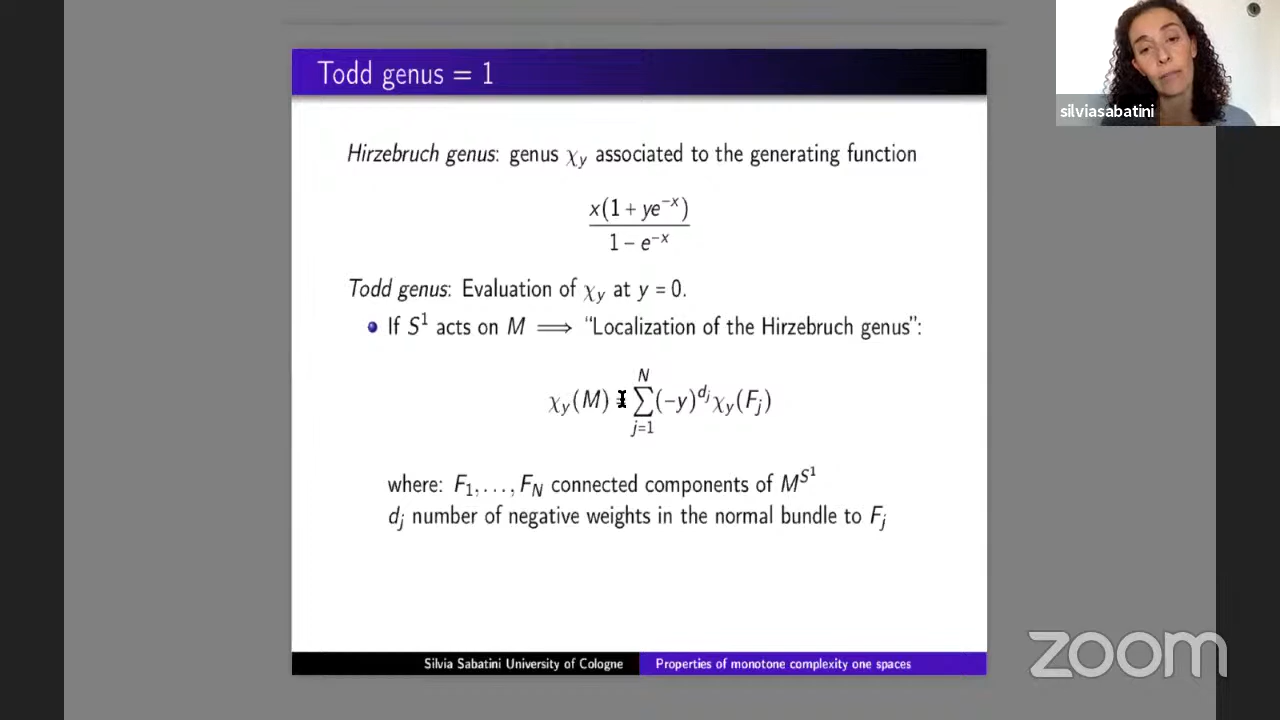 Todd genus = 1
silviasabatini
Hirzebruch genus: genus χ_y associated to the generating function
x(1 + ye^{-x})
1 − e^{-x}
Todd genus: Evaluation of χ_y at y = 0.
If S^1 acts on M ⟹ "Localization of the Hirzebruch genus":
χ_y(M) = ∑_{j=1}^{N} (−y)^{d_j} χ_y(F_j)
where: F_1, . . . , F_N connected components of M^{S^1}
d_j number of negative weights in the normal bundle to F_j
zoom
Silvia Sabatini University of Cologne
Properties of monotone complexity one spaces